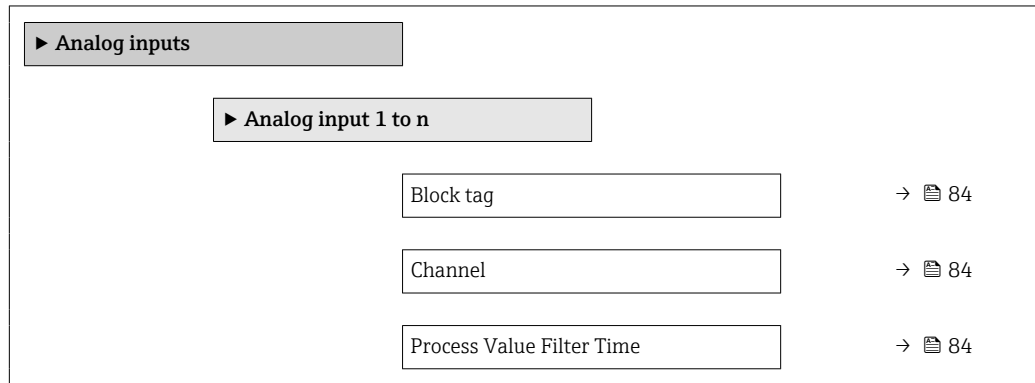 ▶ Analog inputs
▶ Analog input 1 to n
Block tag → 84
Channel → 84
Process Value Filter Time → 84